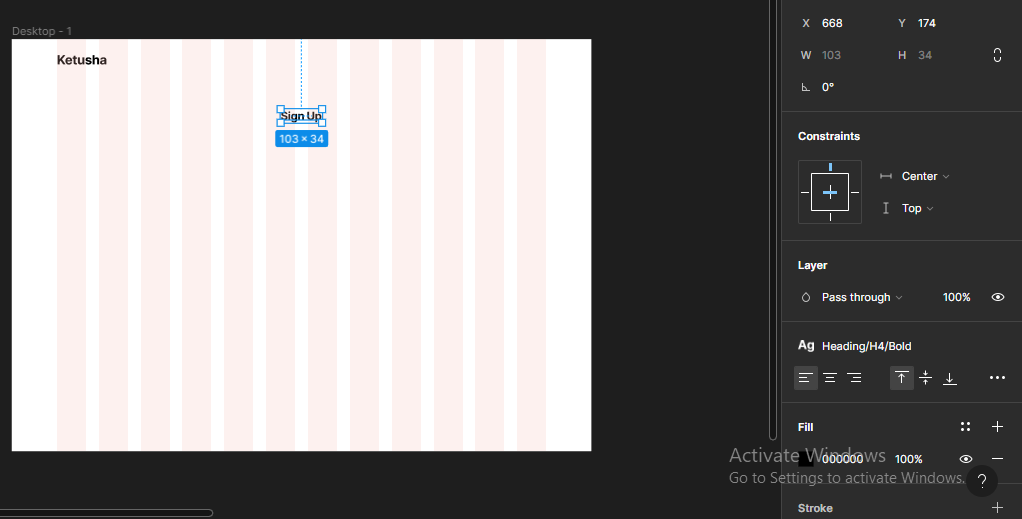 X 668 Y 174
Desktop - 1
W 103 H 34
Ketusha
0°
Sign Up
103 × 34
Constraints
Center
Top
Layer
Pass through 100%
Ag Heading/H4/Bold
Fill
000000 100%
Activate Windows
Go to Settings to activate Windows.
?
Stroke